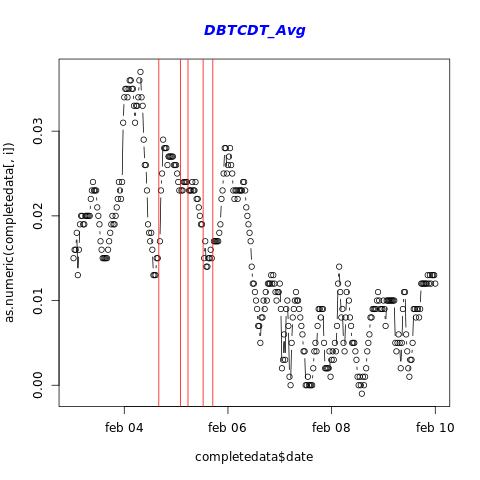 DBTCDT_Avg
as.numeric(completedata[, i])
0.03
0.02
0.01
0.00
feb 04
feb 06
feb 08
feb 10
completedata$date